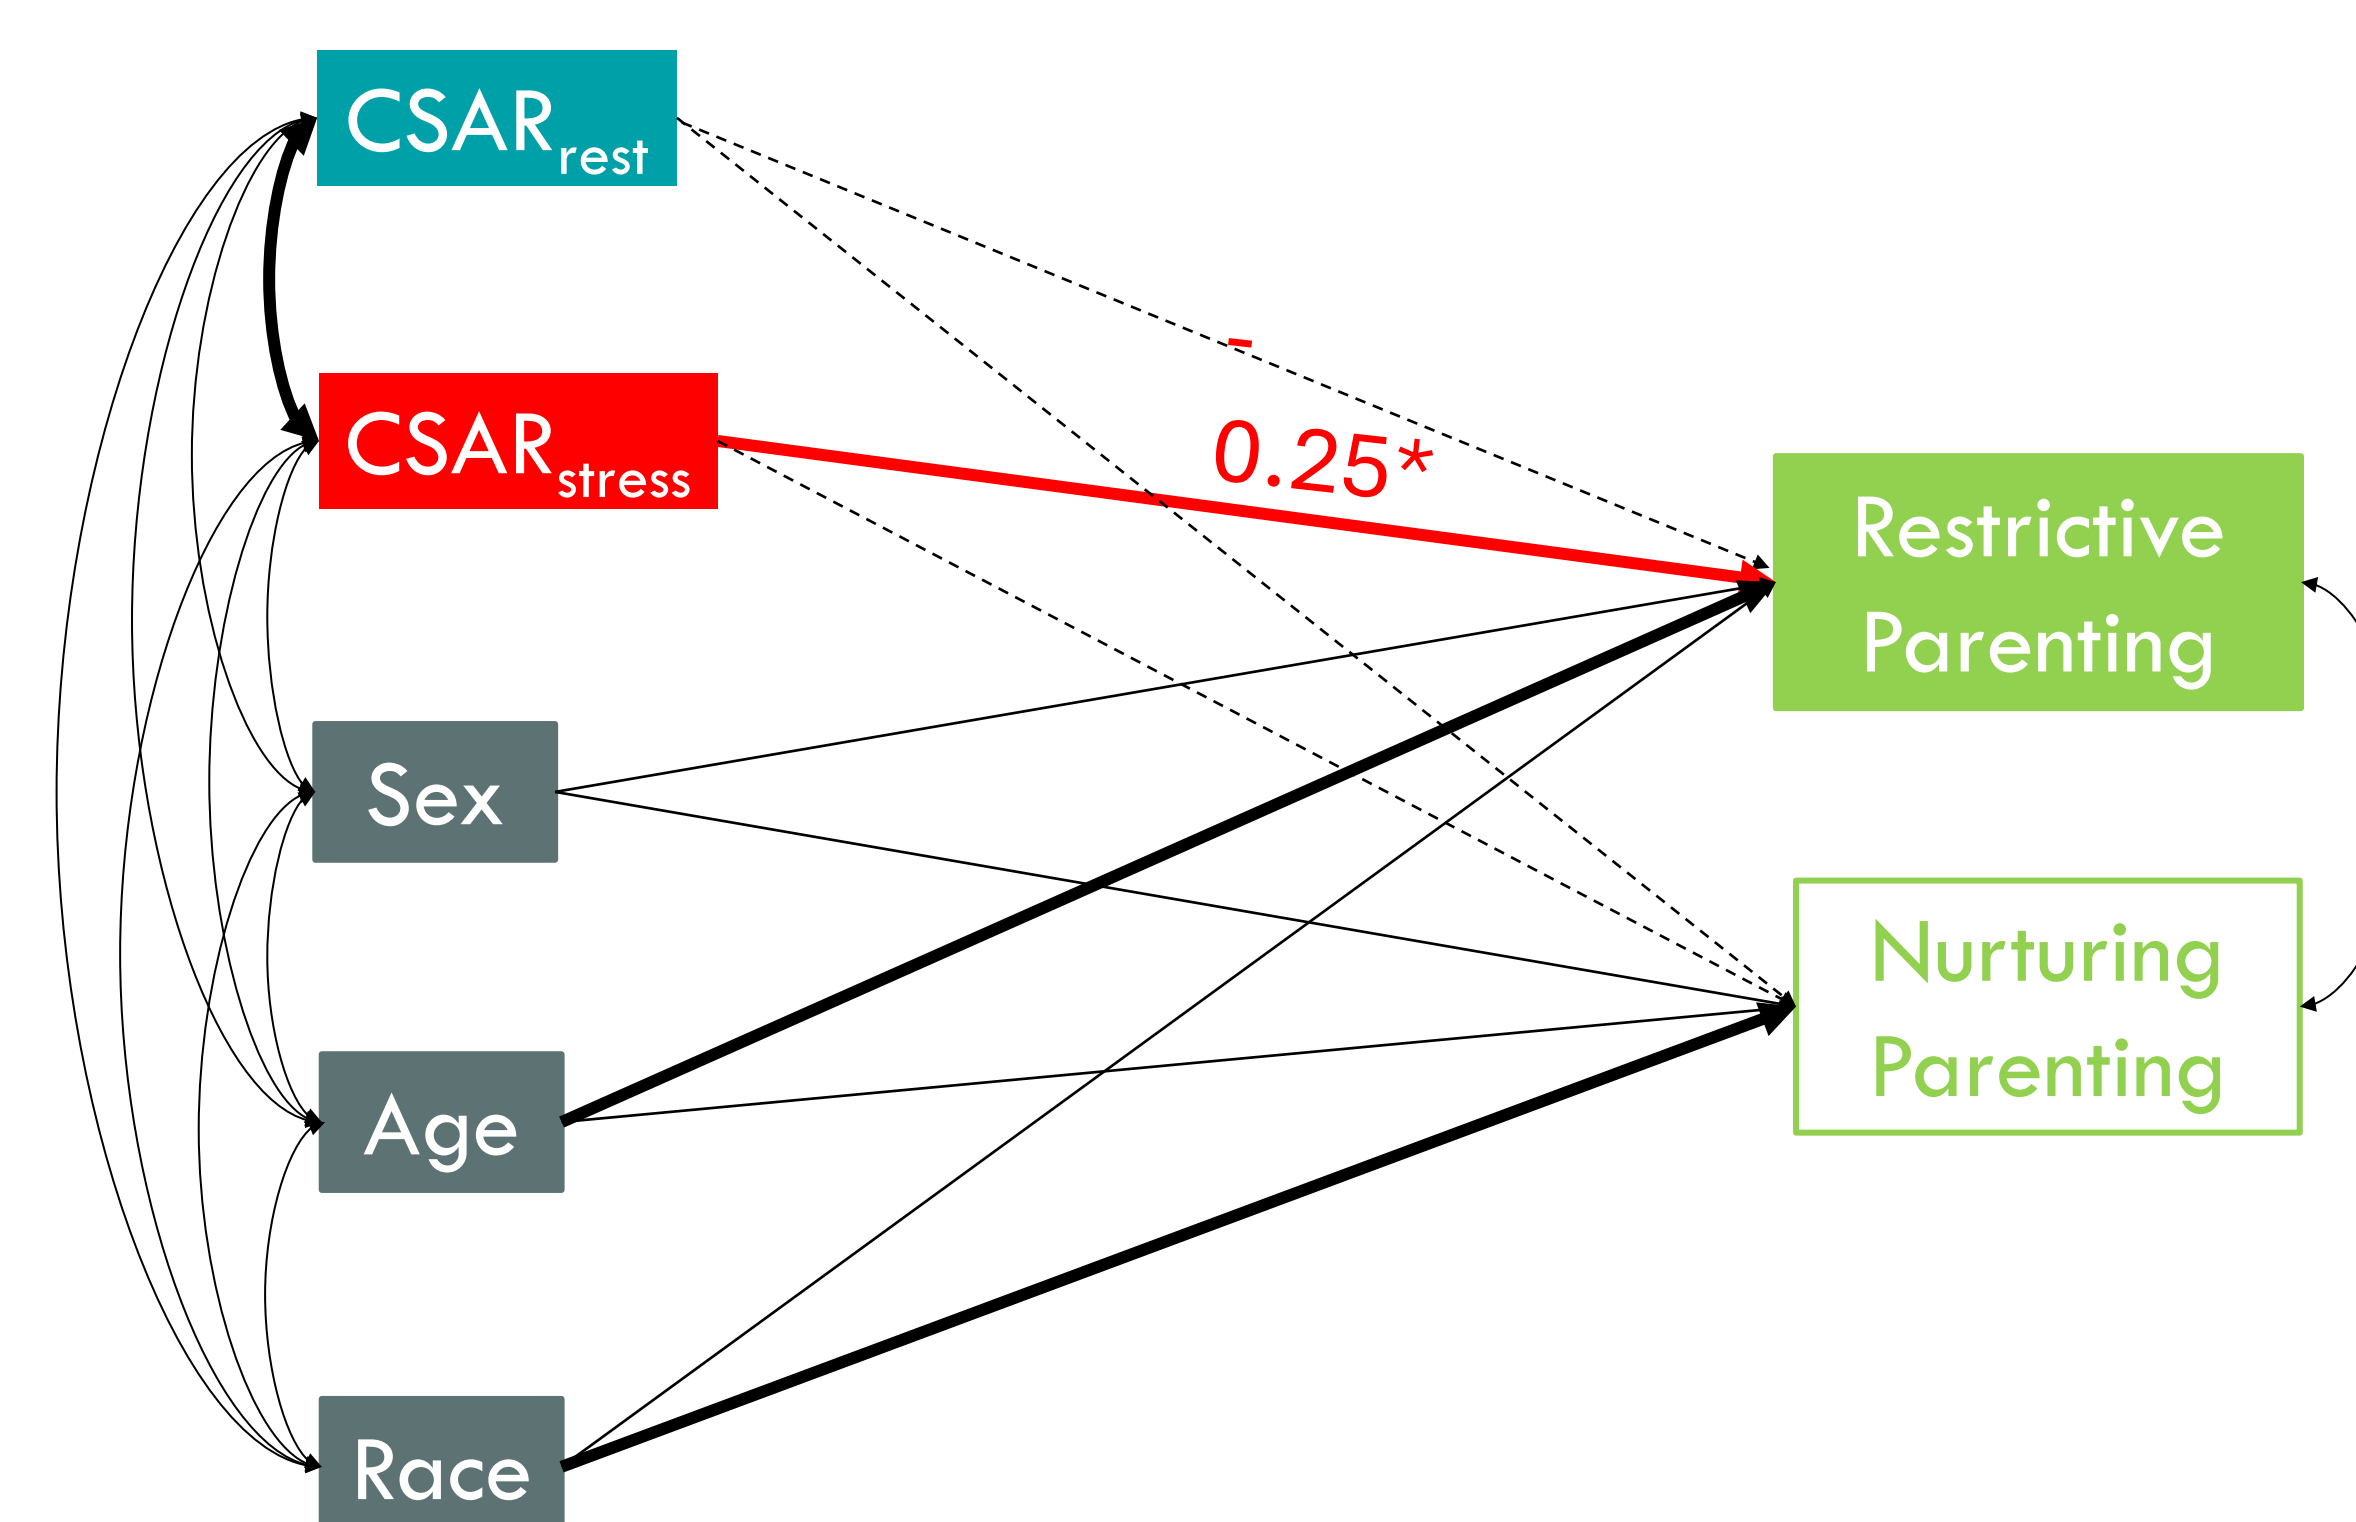 CSARrest
-
0.25*
CSARstress
Restrictive
Parenting
Sex
Nurturing
Parenting
Age
Race